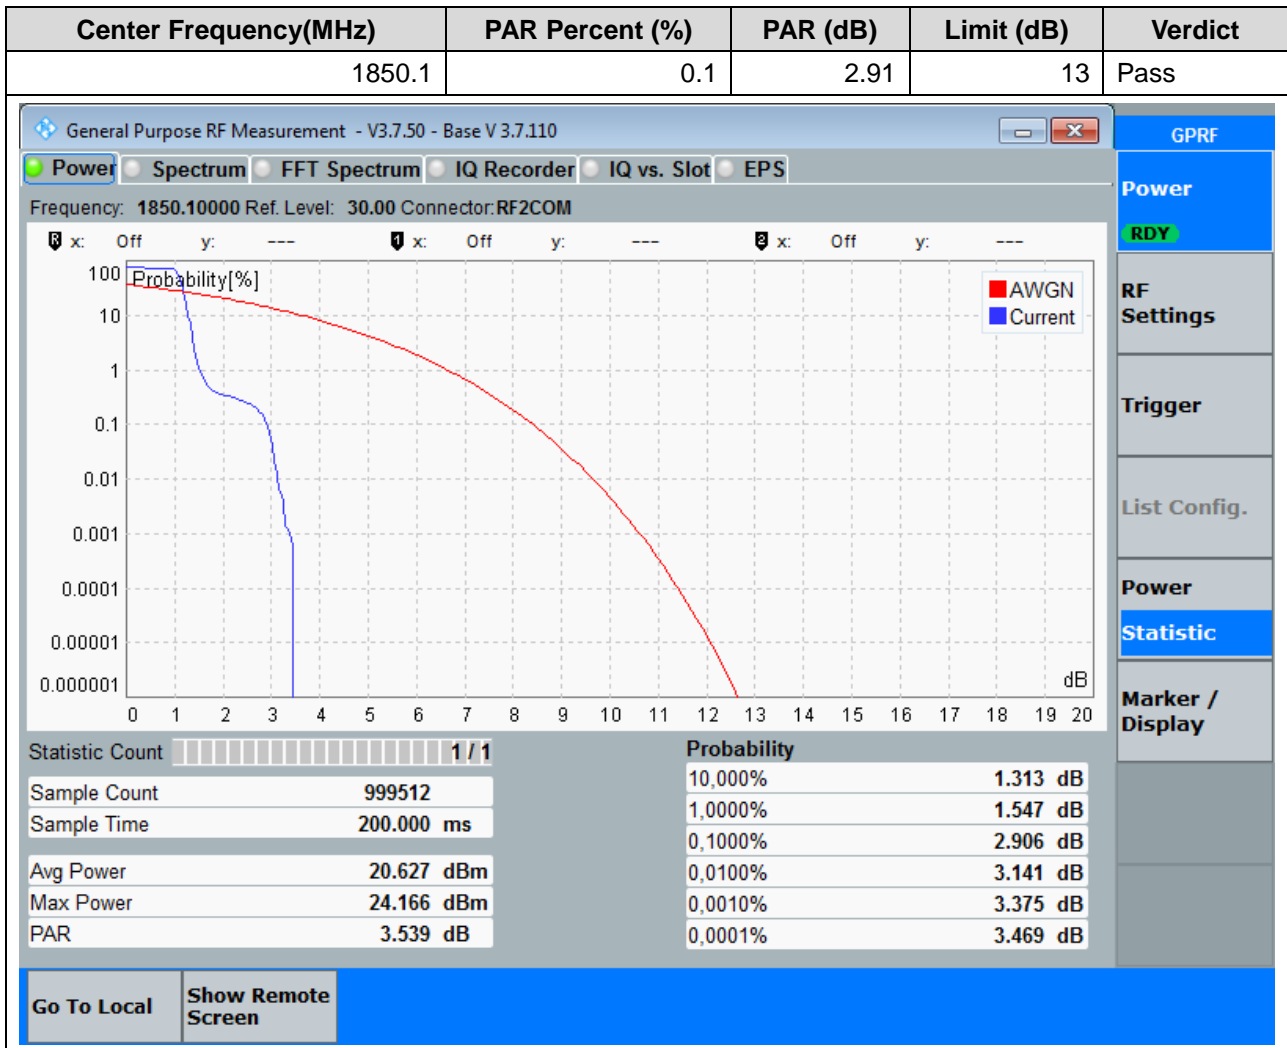 Center Frequency(MHz) PAR Percent (%) PAR (dB) Limit (dB) Verdict
1850.1 0.1 2.91 13 Pass
General Purpose RF Measurement - V3.7.50 - Base V 3.7.110
GPRF
Power Spectrum FFT Spectrum IQ Recorder IQ vs. Slot EPS
Power
RDY
Frequency: 1850.10000 Ref. Level: 30.00 Connector:RF2COM
R x: Off y: --- 1 x: Off y: --- 2 x: Off y: ---
Probability[%]
AWGN
Current
100
10
1
0.1
0.01
0.001
0.0001
0.00001
0.000001
dB
0 1 2 3 4 5 6 7 8 9 10 11 12 13 14 15 16 17 18 19 20
RF
Settings
Trigger
List Config.
Power
Statistic
Marker /
Display
Statistic Count 1 / 1
Sample Count 999512
Sample Time 200.000 ms
Avg Power 20.627 dBm
Max Power 24.166 dBm
PAR 3.539 dB
Probability
10,000% 1.313 dB
1,0000% 1.547 dB
0,1000% 2.906 dB
0,0100% 3.141 dB
0,0010% 3.375 dB
0,0001% 3.469 dB
Go To Local
Show Remote
Screen